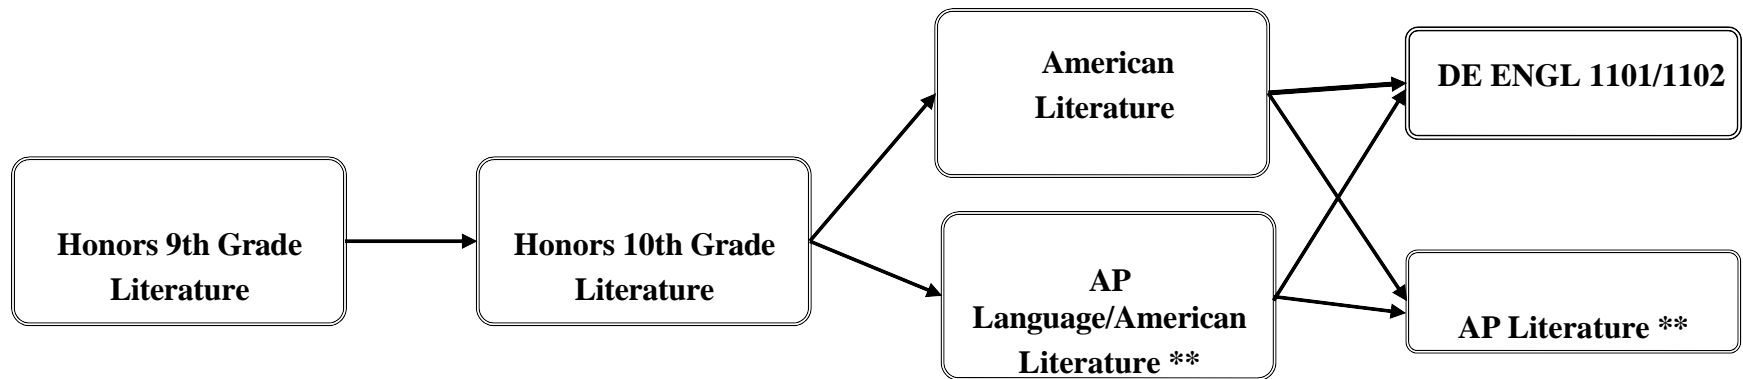 Honors 9th Grade
Literature
Honors 10th Grade
Literature
American
Literature
AP
Language/American
Literature **
DE ENGL 1101/1102
AP Literature **